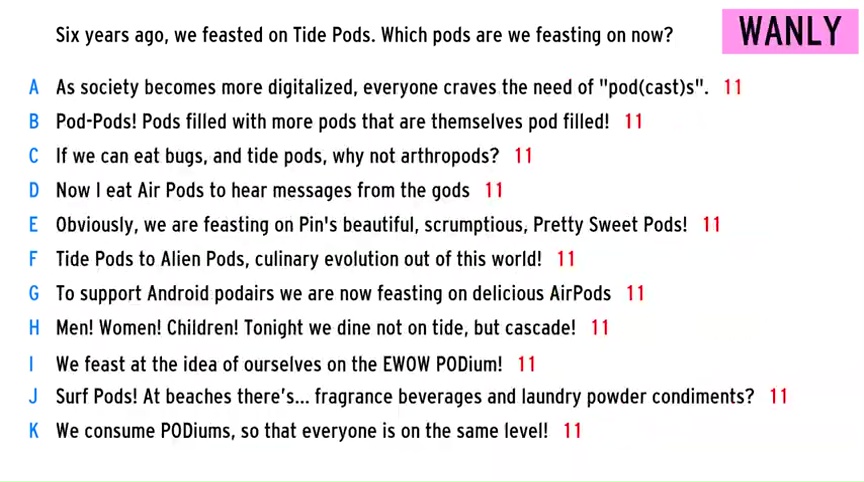 Six years ago, we feasted on Tide Pods. Which pods are we feasting on now?
WANLY
A As society becomes more digitalized, everyone craves the need of "pod(cast)s". 11
B Pod-Pods! Pods filled with more pods that are themselves pod filled! 11
C If we can eat bugs, and tide pods, why not arthropods? 11
D Now I eat Air Pods to hear messages from the gods 11
E Obviously, we are feasting on Pin's beautiful, scrumptious, Pretty Sweet Pods! 11
F Tide Pods to Alien Pods, culinary evolution out of this world! 11
G To support Android podairs we are now feasting on delicious AirPods 11
H Men! Women! Children! Tonight we dine not on tide, but cascade! 11
I We feast at the idea of ourselves on the EWOW PODium! 11
J Surf Pods! At beaches there's... fragrance beverages and laundry powder condiments? 11
K We consume PODiums, so that everyone is on the same level! 11